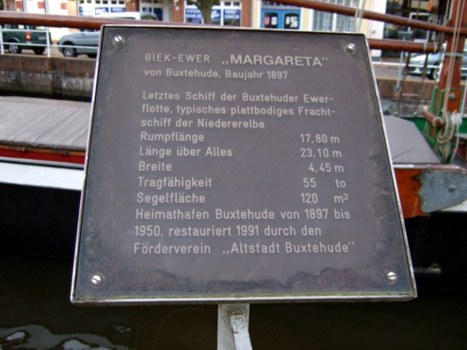 GIEK-EWER „MARGARETA"
von Buxtehude, Baujahr 1897
Letztes Schiff der Buxtehuder Ewer-
flotte, typisches plattbodiges Fracht-
schiff der Niederelbe
Rumpflänge 17,80 m
Länge über Alles 23,10 m
Breite 4,45 m
Tragfähigkeit 55 to
Segelfläche 120 m²
Heimathafen Buxtehude von 1897 bis
1950, restauriert 1991 durch den
Förderverein „Altstadt Buxtehude"